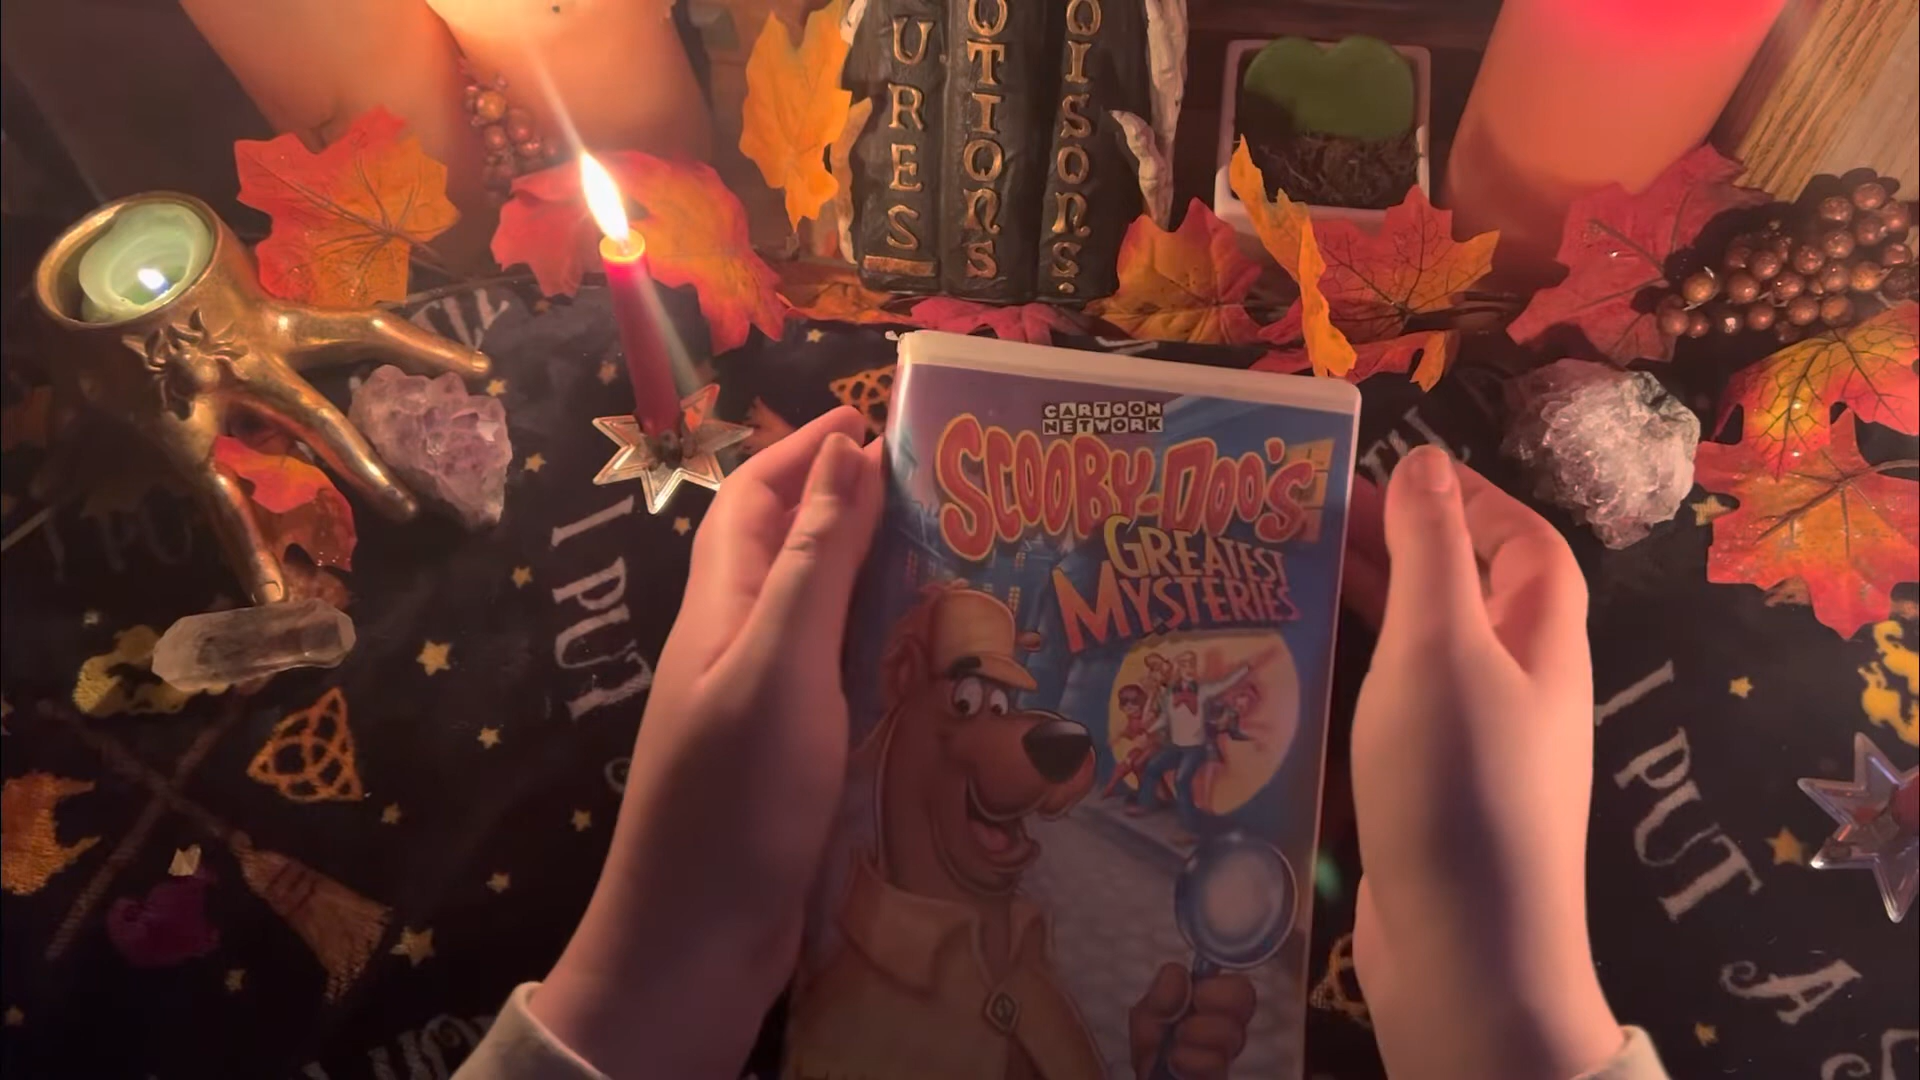 URES
OTIONS
OISONS.
CARTOON
NETWORK
SCOOBY-DOO'S
GREATEST
MYSTERIES
I PUT
I PUT
A